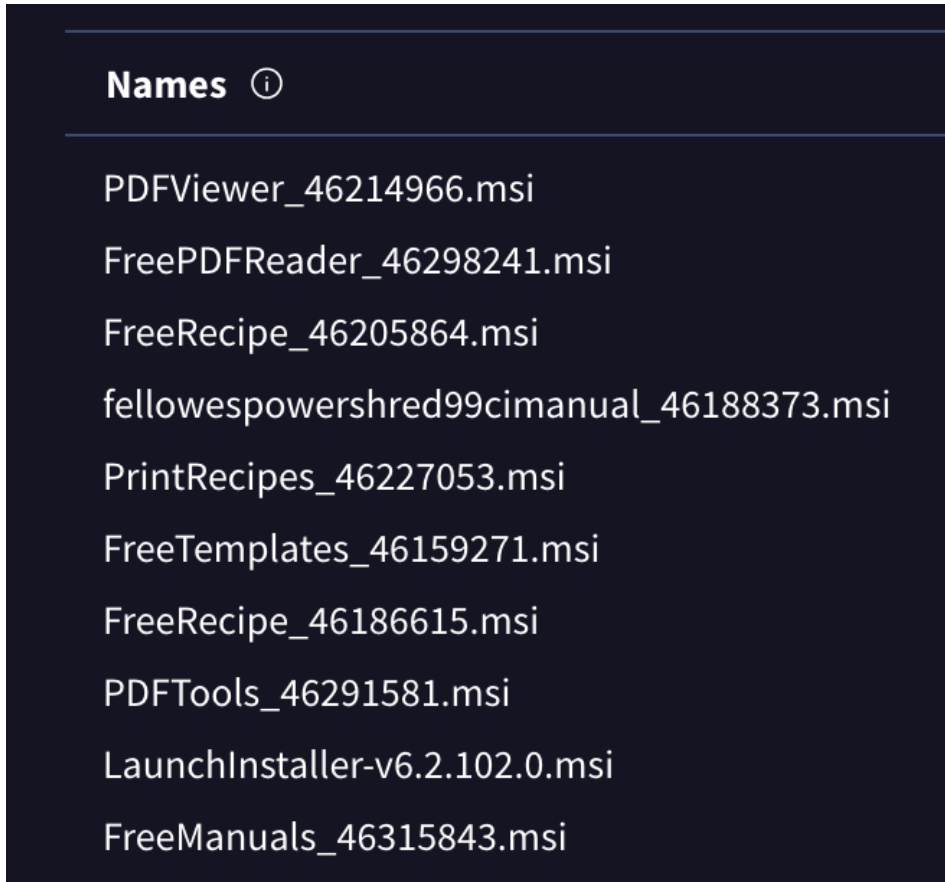 Names
PDFViewer_46214966.msi
FreePDFReader_46298241.msi
FreeRecipe_46205864.msi
fellowespowershred99cimanual_46188373.msi
PrintRecipes_46227053.msi
FreeTemplates_46159271.msi
FreeRecipe_46186615.msi
PDFTools_46291581.msi
LaunchInstaller-v6.2.102.0.msi
FreeManuals_46315843.msi